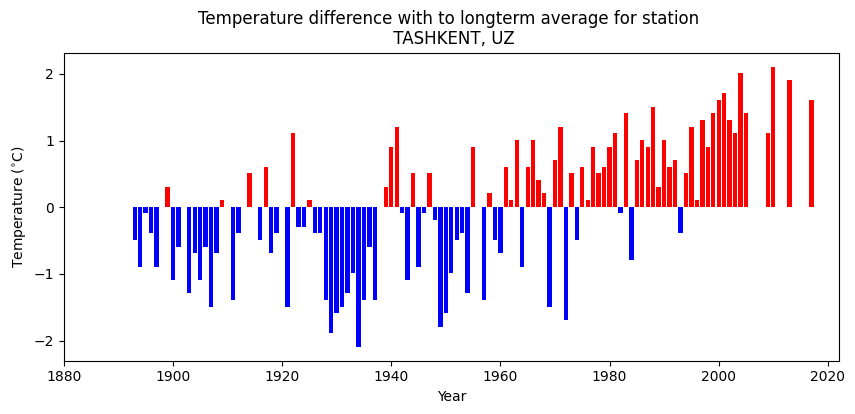 Temperature difference with to longterm average for station
TASHKENT, UZ
Temperature (°C)
2
1
0
−1
−2
1880 1900 1920 1940 1960 1980 2000 2020
Year